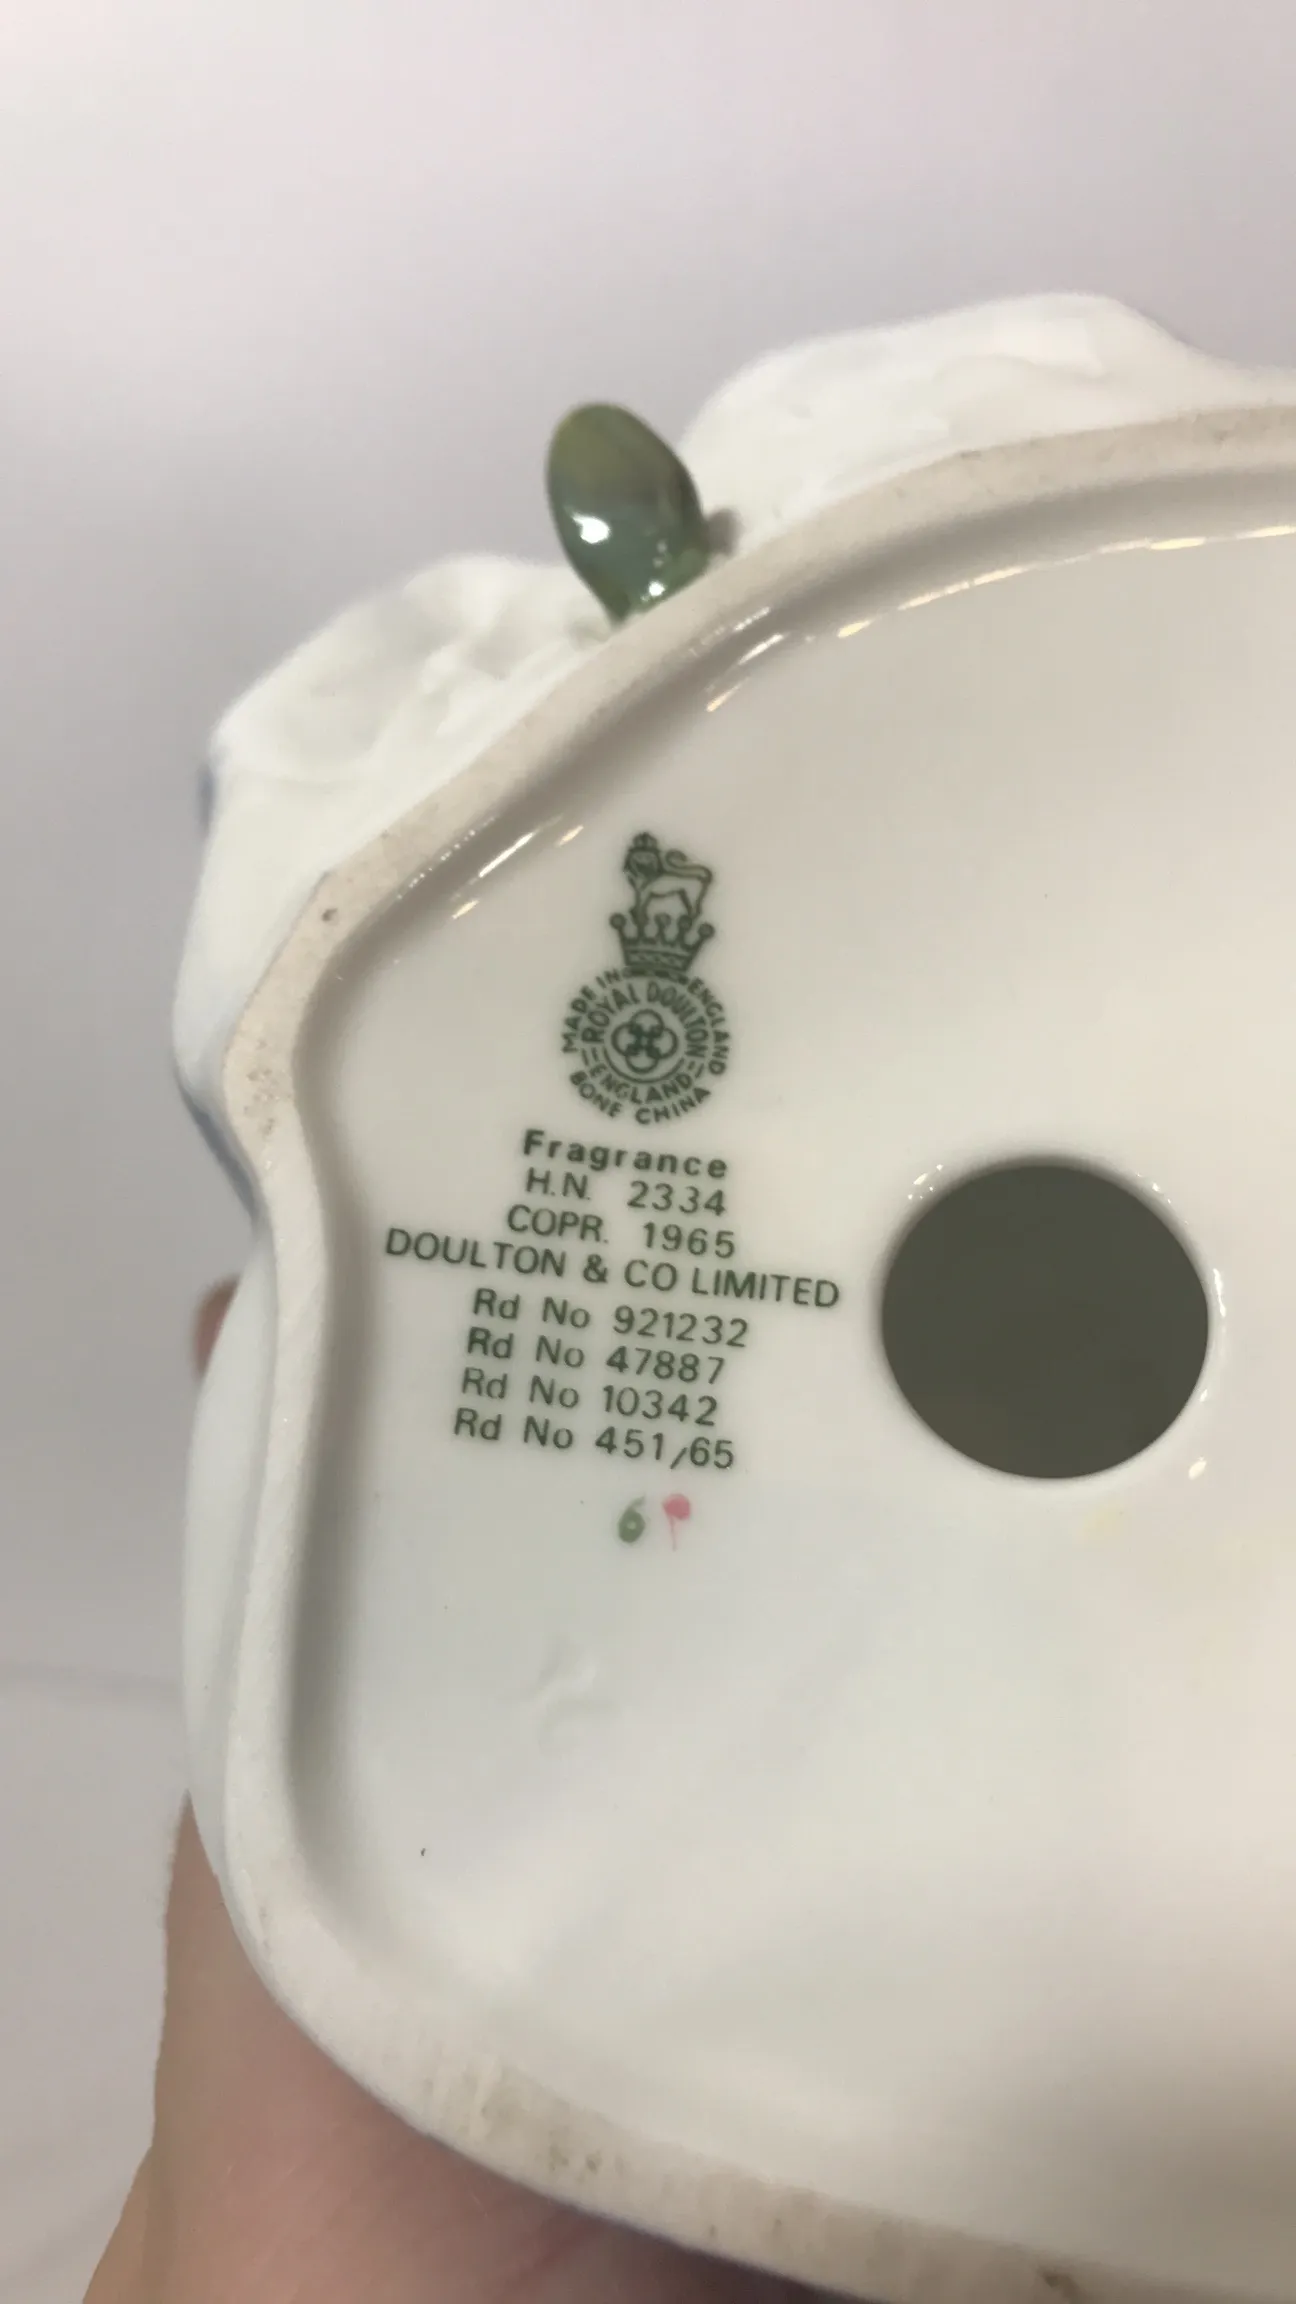 MADE IN ENGLAND
ROYAL DOULTON
ENGLAND
BONE CHINA
Fragrance
H.N. 2334
COPR. 1965
DOULTON & CO LIMITED
Rd No 921232
Rd No 47887
Rd No 10342
Rd No 451/65
6